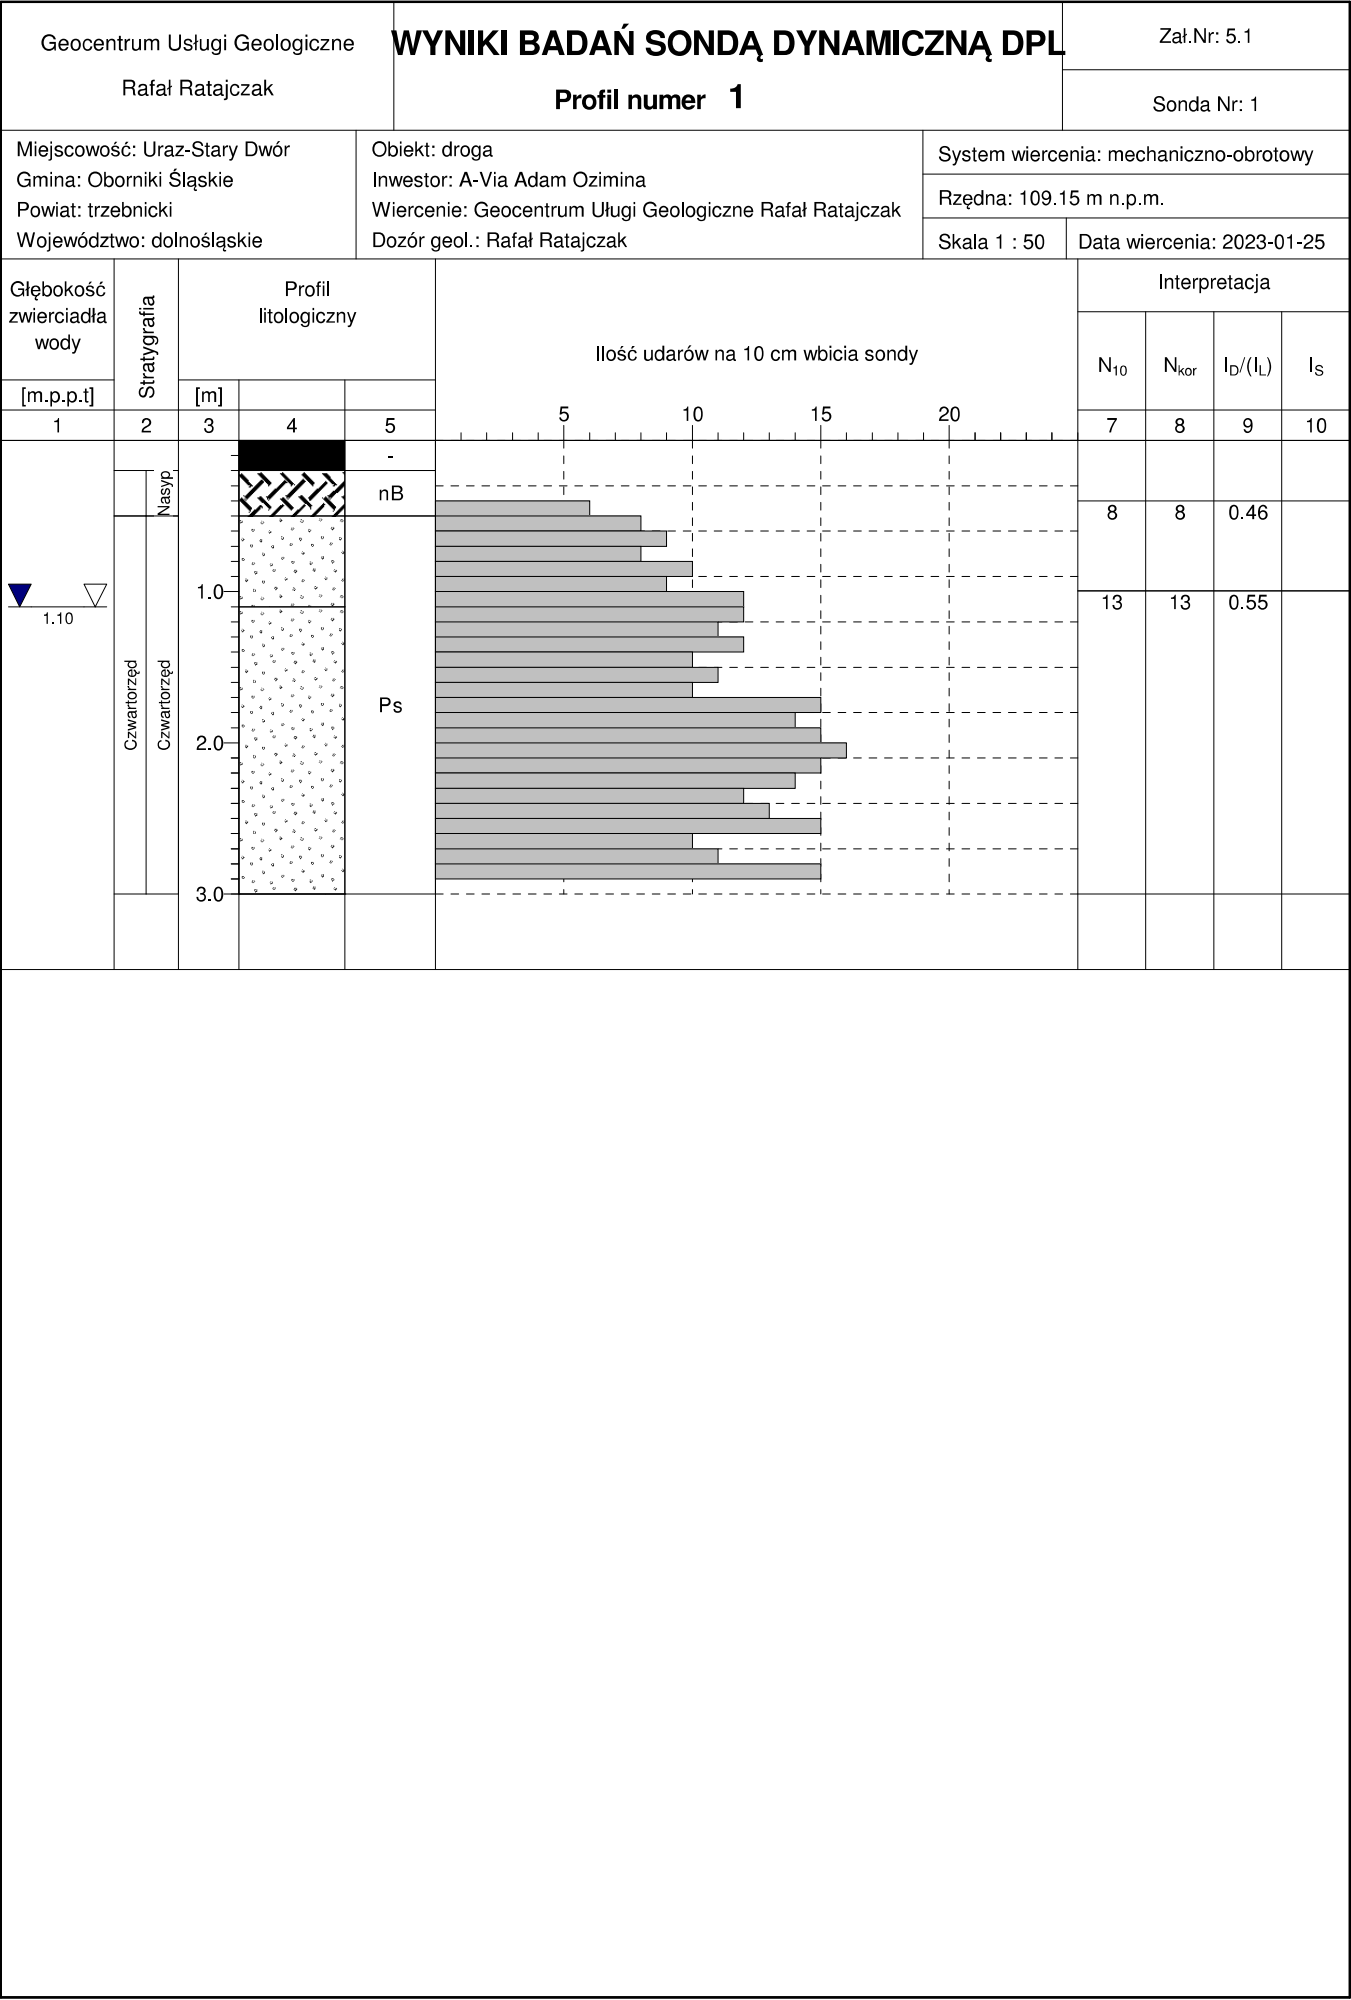 Geocentrum Usługi Geologiczne
Rafał Ratajczak
WYNIKI BADAŃ SONDĄ DYNAMICZNĄ DPL
Profil numer 1
Zał.Nr: 5.1
Sonda Nr: 1
Miejscowość: Uraz-Stary Dwór
Gmina: Oborniki Śląskie
Powiat: trzebnicki
Województwo: dolnośląskie
Obiekt: droga
Inwestor: A-Via Adam Ozimina
Wiercenie: Geocentrum Uługi Geologiczne Rafał Ratajczak
Dozór geol.: Rafał Ratajczak
System wiercenia: mechaniczno-obrotowy
Rzędna: 109.15 m n.p.m.
Skala 1 : 50
Data wiercenia: 2023-01-25
Głębokość
zwierciadła
wody
[m.p.p.t]
Stratygrafia
Profil
litologiczny
[m]
Ilość udarów na 10 cm wbicia sondy
Interpretacja
N10 Nkor ID/(IL) IS
5 10 15 20
1 2 3 4 5 7 8 9 10
-
Nasyp
nB
8 8 0.46
1.0
1.10
13 13 0.55
Czwartorzęd
Czwartorzęd
Ps
2.0
3.0